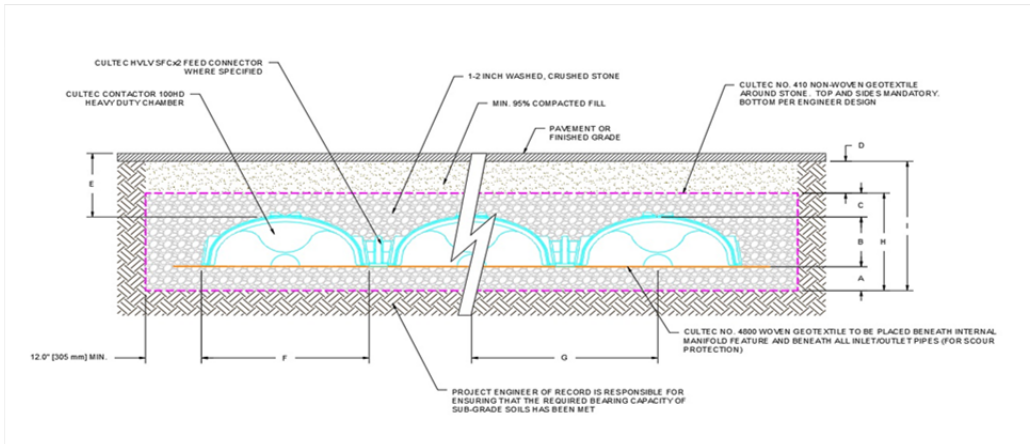 CULTEC HVLV SFCx2 FEED CONNECTOR
WHERE SPECIFIED
CULTEC CONTACTOR 100HD
HEAVY DUTY CHAMBER
1-2 INCH WASHED, CRUSHED STONE
MIN. 95% COMPACTED FILL
PAVEMENT OR
FINISHED GRADE
CULTEC NO. 410 NON-WOVEN GEOTEXTILE
AROUND STONE. TOP AND SIDES MANDATORY.
BOTTOM PER ENGINEER DESIGN
D
E
C
B
H
I
A
12.0" [305 mm] MIN.
F
G
CULTEC NO. 4800 WOVEN GEOTEXTILE TO BE PLACED BENEATH INTERNAL
MANIFOLD FEATURE AND BENEATH ALL INLET/OUTLET PIPES (FOR SCOUR
PROTECTION)
PROJECT ENGINEER OF RECORD IS RESPONSIBLE FOR
ENSURING THAT THE REQUIRED BEARING CAPACITY OF
SUB-GRADE SOILS HAS BEEN MET